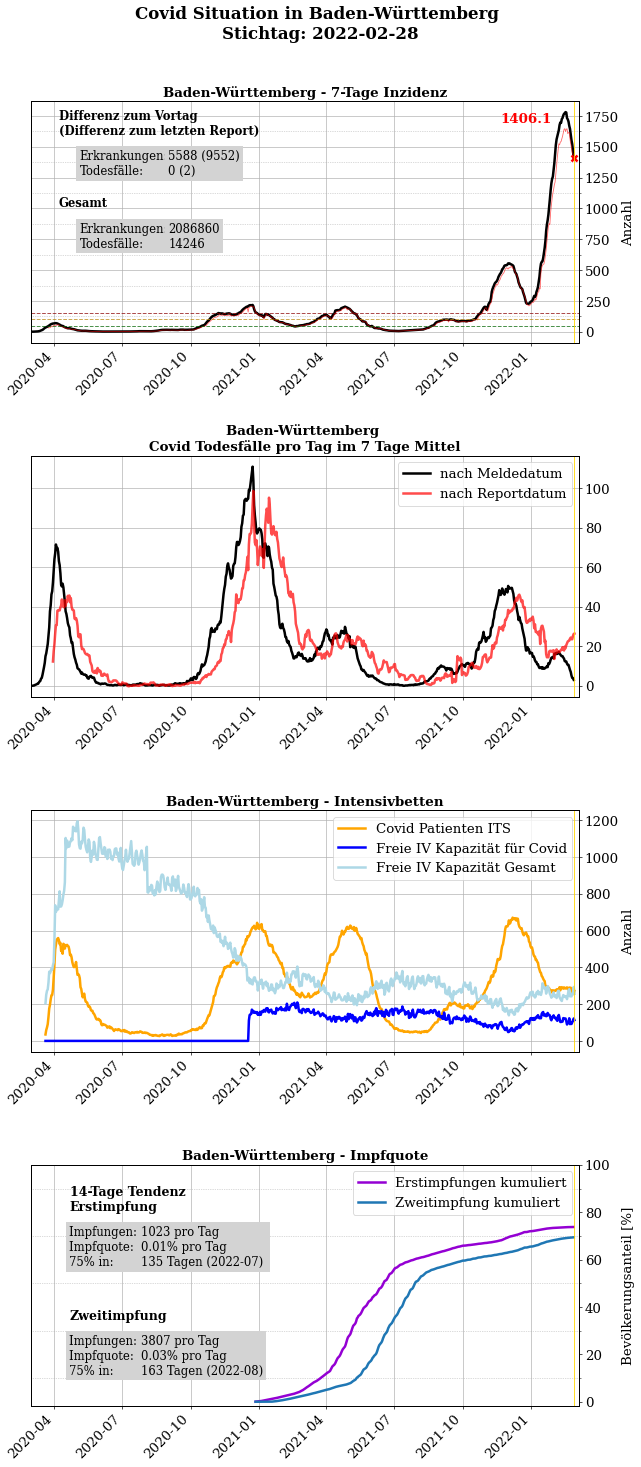 Covid Situation in Baden-Württemberg
Stichtag: 2022-02-28
Baden-Württemberg - 7-Tage Inzidenz
Differenz zum Vortag
(Differenz zum letzten Report)
Erkrankungen 5588 (9552)
Todesfälle: 0 (2)
Gesamt
Erkrankungen 2086860
Todesfälle: 14246
1406.1
1750
1500
1250
1000
750
500
250
0
Anzahl
2020-04 2020-07 2020-10 2021-01 2021-04 2021-07 2021-10 2022-01
Baden-Württemberg
Covid Todesfälle pro Tag im 7 Tage Mittel
nach Meldedatum
nach Reportdatum
100
80
60
40
20
0
2020-04 2020-07 2020-10 2021-01 2021-04 2021-07 2021-10 2022-01
Baden-Württemberg - Intensivbetten
Covid Patienten ITS
Freie IV Kapazität für Covid
Freie IV Kapazität Gesamt
1200
1000
800
600
400
200
0
Anzahl
2020-04 2020-07 2020-10 2021-01 2021-04 2021-07 2021-10 2022-01
Baden-Württemberg - Impfquote
14-Tage Tendenz
Erstimpfung
Impfungen: 1023 pro Tag
Impfquote: 0.01% pro Tag
75% in: 135 Tagen (2022-07)
Zweitimpfung
Impfungen: 3807 pro Tag
Impfquote: 0.03% pro Tag
75% in: 163 Tagen (2022-08)
Erstimpfungen kumuliert
Zweitimpfung kumuliert
100
80
60
40
20
0
Bevölkerungsanteil [%]
2020-04 2020-07 2020-10 2021-01 2021-04 2021-07 2021-10 2022-01